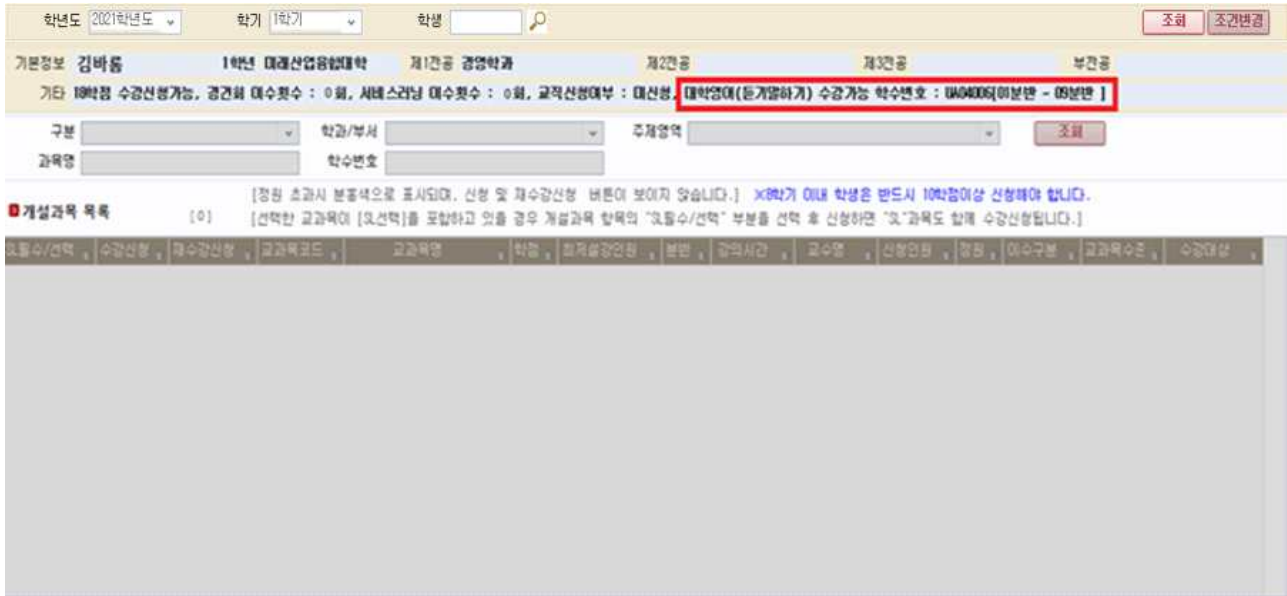 학년도 2021학년도 학기 1학기 학생 조회 조건변경
기본정보 김바롬 1학년 미래산업융합대학 제1전공 경영학과 제2전공 제3전공 부전공
기타 18학점 수강신청가능, 경건회 이수횟수 : 0회, 서비스러닝 이수횟수 : 0회, 교직신청여부 : 미신청, 대학영어(듣기말하기) 수강가능 학수번호 : UA04006[01분반 - 09분반 ]
구분 학과/부서 주제영역 조회
과목명 학수번호
[정원 초과시 분홍색으로 표시되며, 신청 및 재수강신청 버튼이 보이지 않습니다.] ※8학기 이내 학생은 반드시 10학점이상 신청해야 합니다.
개설과목 목록 [0] [선택한 교과목이 [SL선택]을 포함하고 있을 경우 개설과목 항목의 "SL필수/선택" 부분을 선택 후 신청하면 "SL"과목도 함께 수강신청됩니다.]
SL필수/선택 수강신청 재수강신청 교과목코드 교과목명 학점 최저설강인원 분반 강의시간 교수명 신청인원 정원 이수구분 교과목수준 수강대상